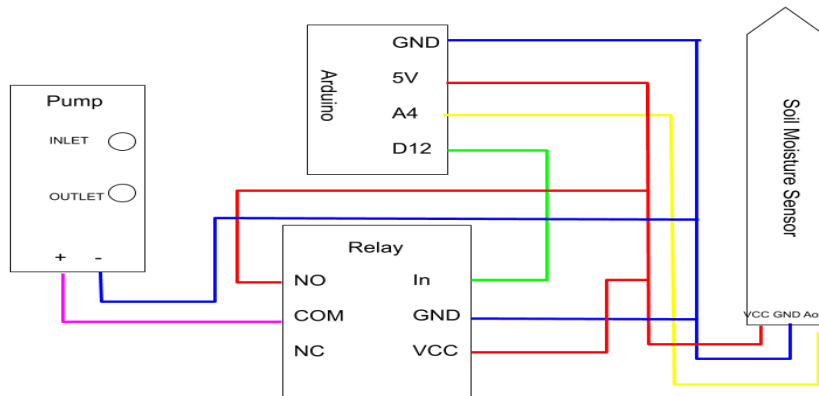 Pump
INLET
OUTLET
+ -
Arduino
GND
5V
A4
D12
Relay
NO In
COM GND
NC VCC
Soil Moisture Sensor
VCC GND Ao